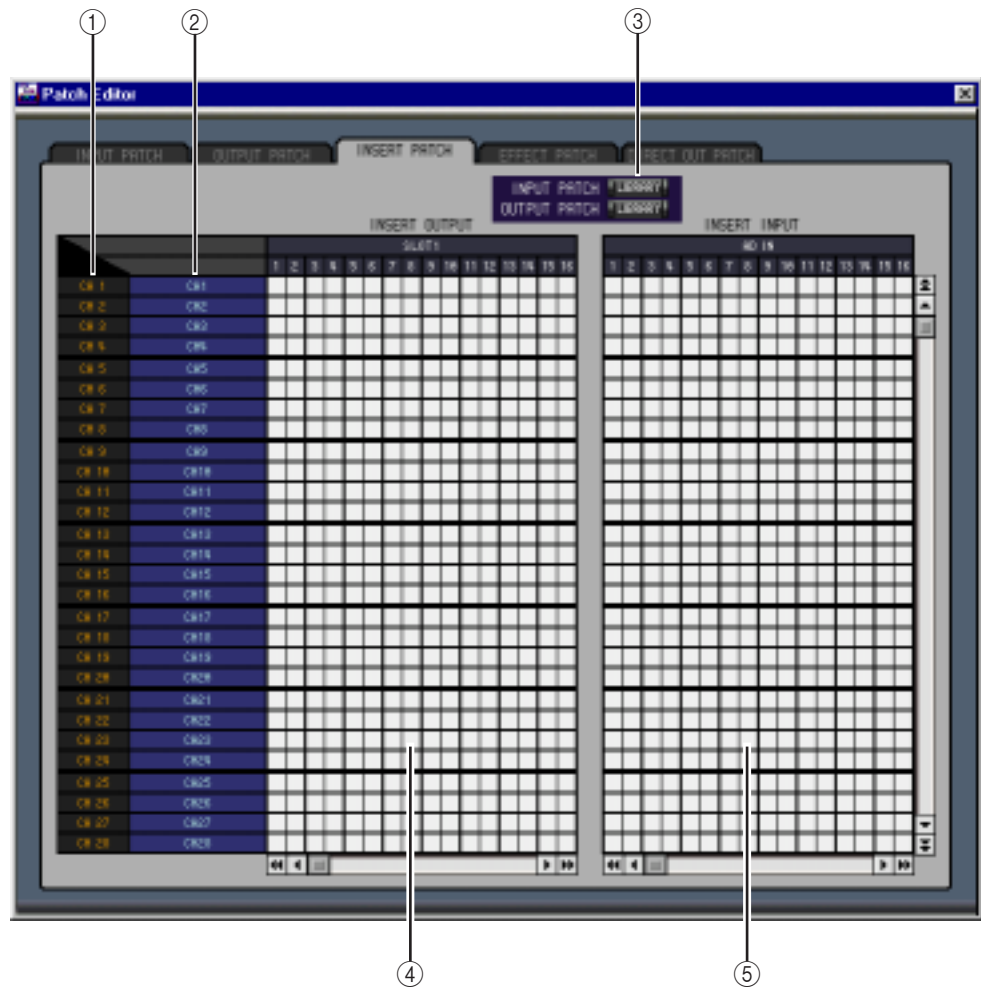 ① ② ③
Patch Editor
INPUT PATCH OUTPUT PATCH INSERT PATCH EFFECT PATCH DIRECT OUT PATCH
INPUT PATCH LIBRARY
OUTPUT PATCH LIBRARY
INSERT OUTPUT INSERT INPUT
SLOT1 AD IN
1 2 3 4 5 6 7 8 9 10 11 12 13 14 15 16 1 2 3 4 5 6 7 8 9 10 11 12 13 14 15 16
CH 1 CH1
CH 2 CH2
CH 3 CH3
CH 4 CH4
CH 5 CH5
CH 6 CH6
CH 7 CH7
CH 8 CH8
CH 9 CH9
CH 10 CH10
CH 11 CH11
CH 12 CH12
CH 13 CH13
CH 14 CH14
CH 15 CH15
CH 16 CH16
CH 17 CH17
CH 18 CH18
CH 19 CH19
CH 20 CH20
CH 21 CH21
CH 22 CH22
CH 23 CH23
CH 24 CH24
CH 25 CH25
CH 26 CH26
CH 27 CH27
CH 28 CH28
④ ⑤